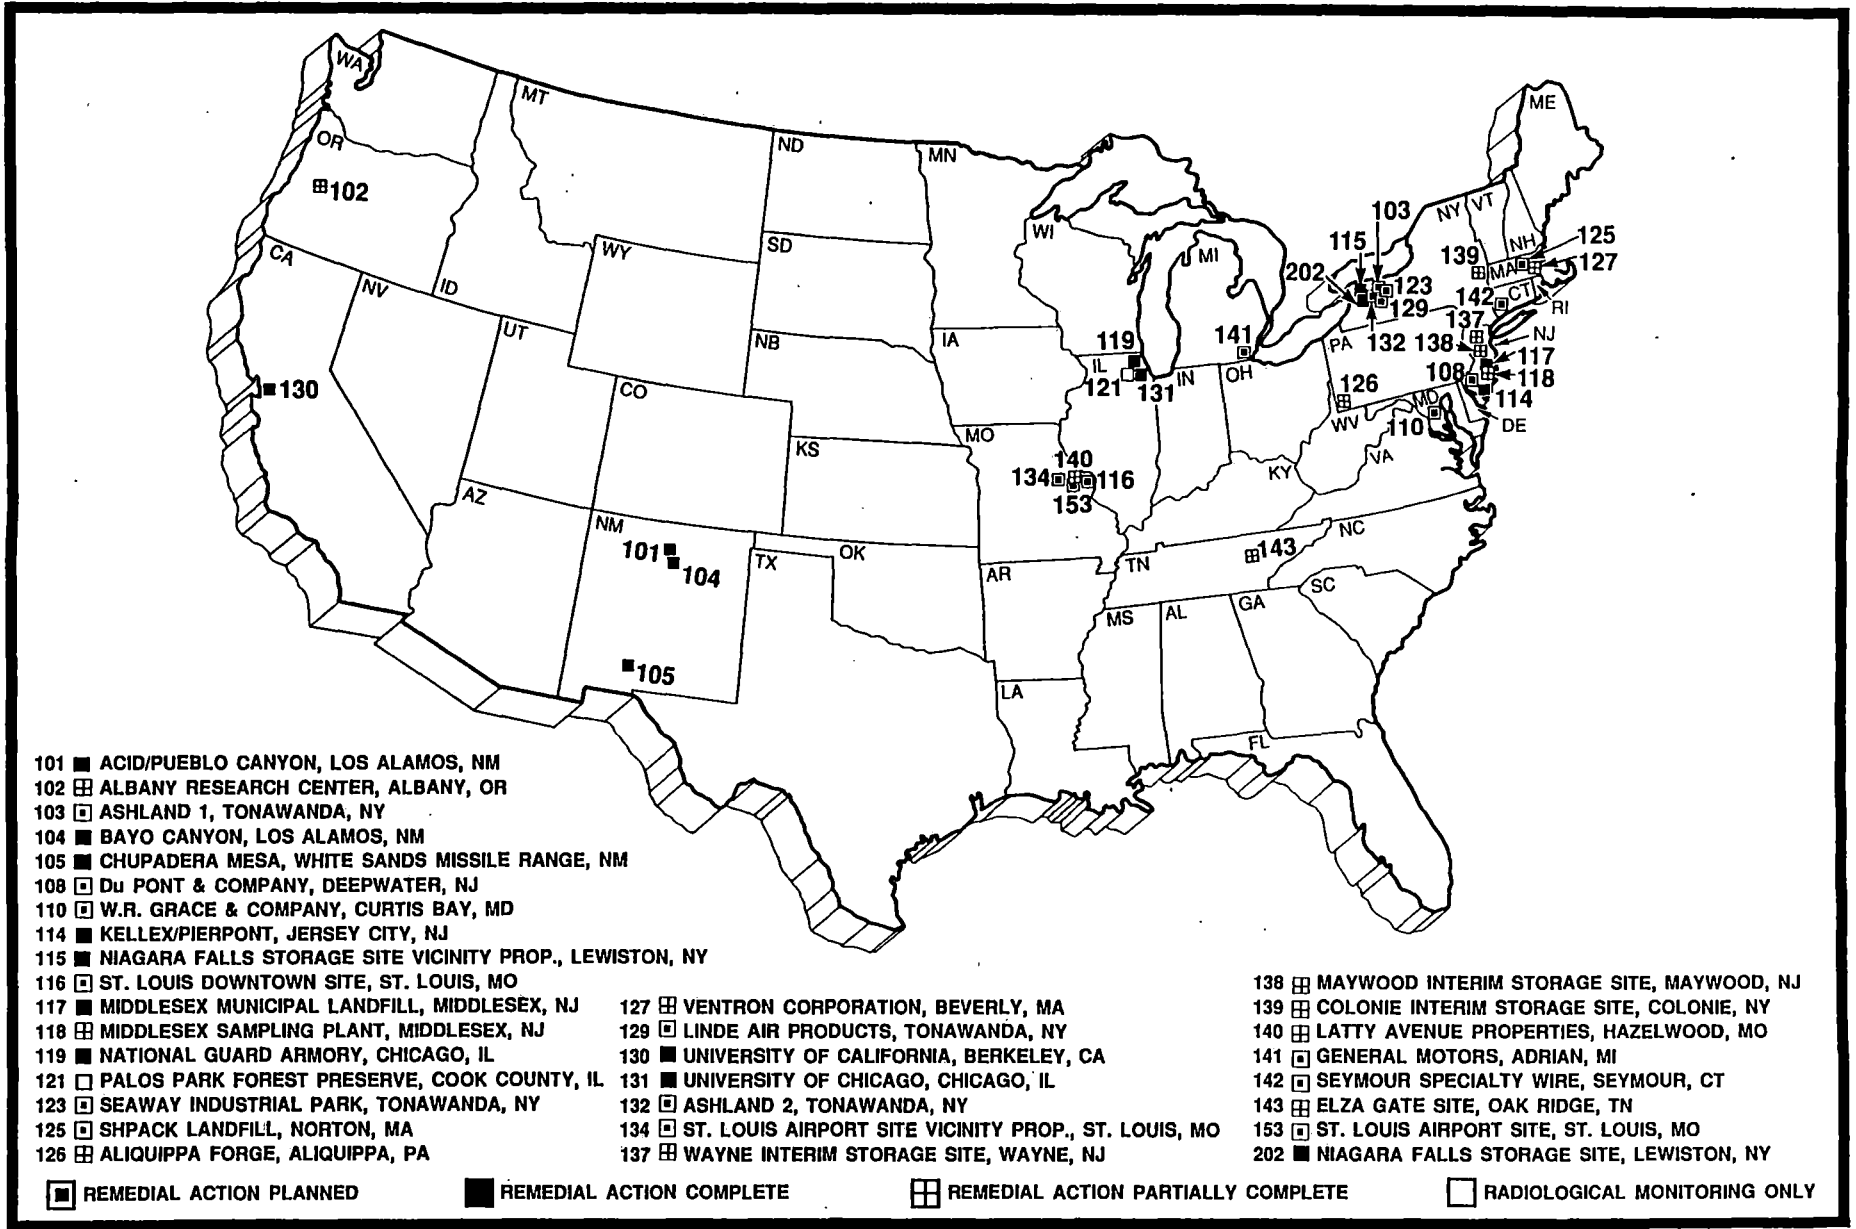 WA
MT
ND
MN
ME
OR
102
WI
MI
NY
VT
NH
103
115
125
139
MA
127
202
CA
WY
SD
NV
ID
123
129
142
CT
RI
UT
NB
IA
119
141
137
NJ
PA
132
138
117
IL
121
131
IN
OH
108
118
126
114
130
CO
MD
WV
110
DE
MO
KS
140
134
116
153
KY
VA
AZ
NM
101
104
TX
OK
AR
TN
143
NC
SC
MS
AL
GA
105
LA
FL
101 ACID/PUEBLO CANYON, LOS ALAMOS, NM
102 ALBANY RESEARCH CENTER, ALBANY, OR
103 ASHLAND 1, TONAWANDA, NY
104 BAYO CANYON, LOS ALAMOS, NM
105 CHUPADERA MESA, WHITE SANDS MISSILE RANGE, NM
108 Du PONT & COMPANY, DEEPWATER, NJ
110 W.R. GRACE & COMPANY, CURTIS BAY, MD
114 KELLEX/PIERPONT, JERSEY CITY, NJ
115 NIAGARA FALLS STORAGE SITE VICINITY PROP., LEWISTON, NY
116 ST. LOUIS DOWNTOWN SITE, ST. LOUIS, MO
117 MIDDLESEX MUNICIPAL LANDFILL, MIDDLESEX, NJ
118 MIDDLESEX SAMPLING PLANT, MIDDLESEX, NJ
119 NATIONAL GUARD ARMORY, CHICAGO, IL
121 PALOS PARK FOREST PRESERVE, COOK COUNTY, IL
123 SEAWAY INDUSTRIAL PARK, TONAWANDA, NY
125 SHPACK LANDFILL, NORTON, MA
126 ALIQUIPPA FORGE, ALIQUIPPA, PA
127 VENTRON CORPORATION, BEVERLY, MA
129 LINDE AIR PRODUCTS, TONAWANDA, NY
130 UNIVERSITY OF CALIFORNIA, BERKELEY, CA
131 UNIVERSITY OF CHICAGO, CHICAGO, IL
132 ASHLAND 2, TONAWANDA, NY
134 ST. LOUIS AIRPORT SITE VICINITY PROP., ST. LOUIS, MO
137 WAYNE INTERIM STORAGE SITE, WAYNE, NJ
138 MAYWOOD INTERIM STORAGE SITE, MAYWOOD, NJ
139 COLONIE INTERIM STORAGE SITE, COLONIE, NY
140 LATTY AVENUE PROPERTIES, HAZELWOOD, MO
141 GENERAL MOTORS, ADRIAN, MI
142 SEYMOUR SPECIALTY WIRE, SEYMOUR, CT
143 ELZA GATE SITE, OAK RIDGE, TN
153 ST. LOUIS AIRPORT SITE, ST. LOUIS, MO
202 NIAGARA FALLS STORAGE SITE, LEWISTON, NY
REMEDIAL ACTION PLANNED
REMEDIAL ACTION COMPLETE
REMEDIAL ACTION PARTIALLY COMPLETE
RADIOLOGICAL MONITORING ONLY